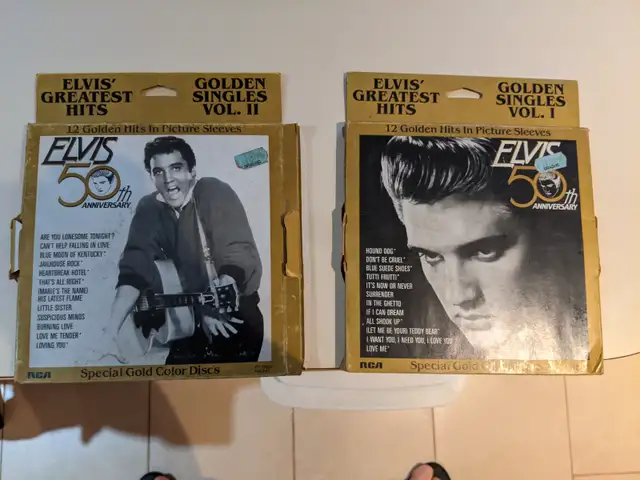 ELVIS'
GREATEST
HITS
GOLDEN
SINGLES
VOL. II
12 Golden Hits In Picture Sleeves
ELVIS
50th
ANNIVERSARY
ARE YOU LONESOME TONIGHT?
CAN'T HELP FALLING IN LOVE
BLUE MOON OF KENTUCKY*
JAILHOUSE ROCK*
HEARTBREAK HOTEL*
THAT'S ALL RIGHT*
(MARIE'S THE NAME)
HIS LATEST FLAME
LITTLE SISTER
SUSPICIOUS MINDS
BURNING LOVE
LOVE ME TENDER*
LOVING YOU*
RCA
Special Gold Color Discs
ELVIS'
GREATEST
HITS
GOLDEN
SINGLES
VOL. I
12 Golden Hits In Picture Sleeves
ELVIS
50th
ANNIVERSARY
HOUND DOG*
DON'T BE CRUEL*
BLUE SUEDE SHOES*
TUTTI FRUTTI*
IT'S NOW OR NEVER
SURRENDER
IN THE GHETTO
IF I CAN DREAM
ALL SHOOK UP*
(LET ME BE YOUR) TEDDY BEAR*
I WANT YOU, I NEED YOU, I LOVE YOU*
LOVE ME*
RCA
Special Gold